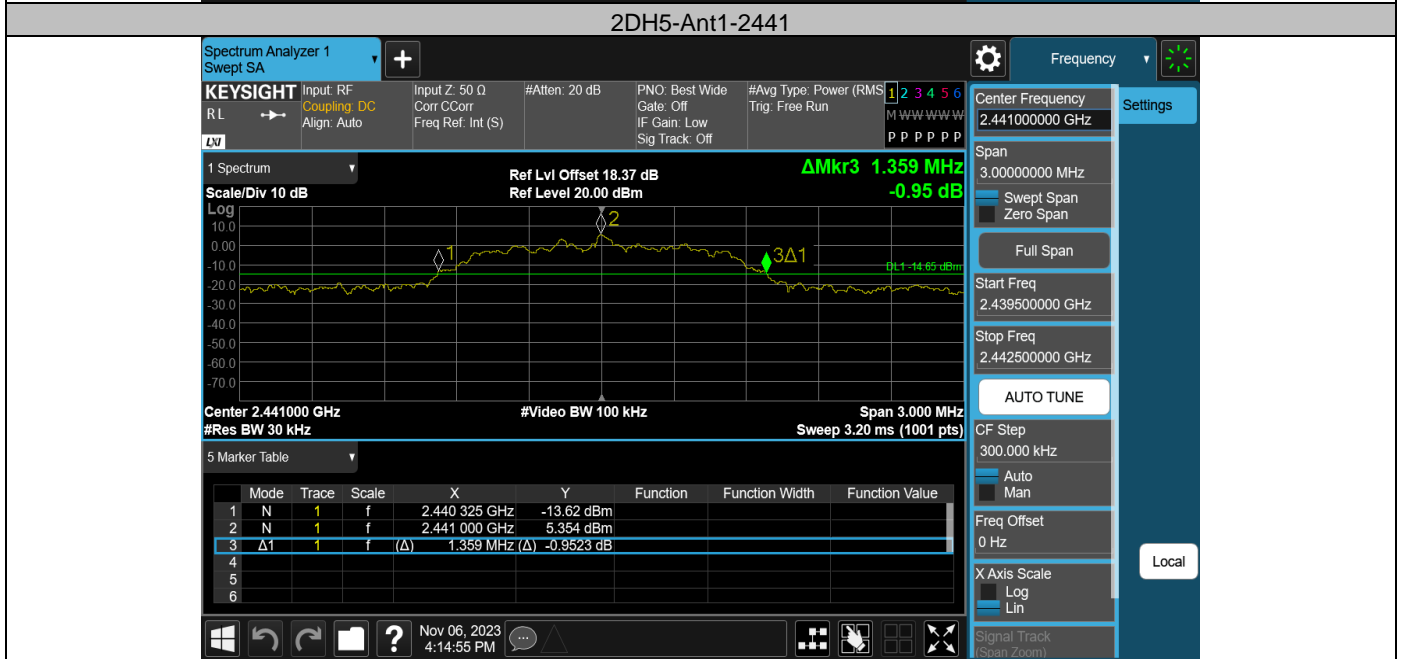 2DH5-Ant1-2441
Spectrum Analyzer 1
Swept SA
Frequency
KEYSIGHT
RL
LXI
Input: RF
Coupling: DC
Align: Auto
Input Z: 50 Ω
Corr CCorr
Freq Ref: Int (S)
#Atten: 20 dB
PNO: Best Wide
Gate: Off
IF Gain: Low
Sig Track: Off
#Avg Type: Power (RMS
Trig: Free Run
1 2 3 4 5 6
M W W W W W
P P P P P P
1 Spectrum
Scale/Div 10 dB
Ref Lvl Offset 18.37 dB
Ref Level 20.00 dBm
ΔMkr3 1.359 MHz
-0.95 dB
Log
10.0
0.00
-10.0
-20.0
-30.0
-40.0
-50.0
-60.0
-70.0
1
2
3Δ1
DL1 -14.65 dBm
Center 2.441000 GHz
#Res BW 30 kHz
#Video BW 100 kHz
Span 3.000 MHz
Sweep 3.20 ms (1001 pts)
5 Marker Table
Mode Trace Scale X Y Function Function Width Function Value
1 N 1 f 2.440 325 GHz -13.62 dBm
2 N 1 f 2.441 000 GHz 5.354 dBm
3 Δ1 1 f (Δ) 1.359 MHz (Δ) -0.9523 dB
4
5
6
Nov 06, 2023
4:14:55 PM
Center Frequency
2.441000000 GHz
Span
3.00000000 MHz
Swept Span
Zero Span
Full Span
Start Freq
2.439500000 GHz
Stop Freq
2.442500000 GHz
AUTO TUNE
CF Step
300.000 kHz
Auto
Man
Freq Offset
0 Hz
X Axis Scale
Log
Lin
Signal Track
(Span Zoom)
Settings
Local